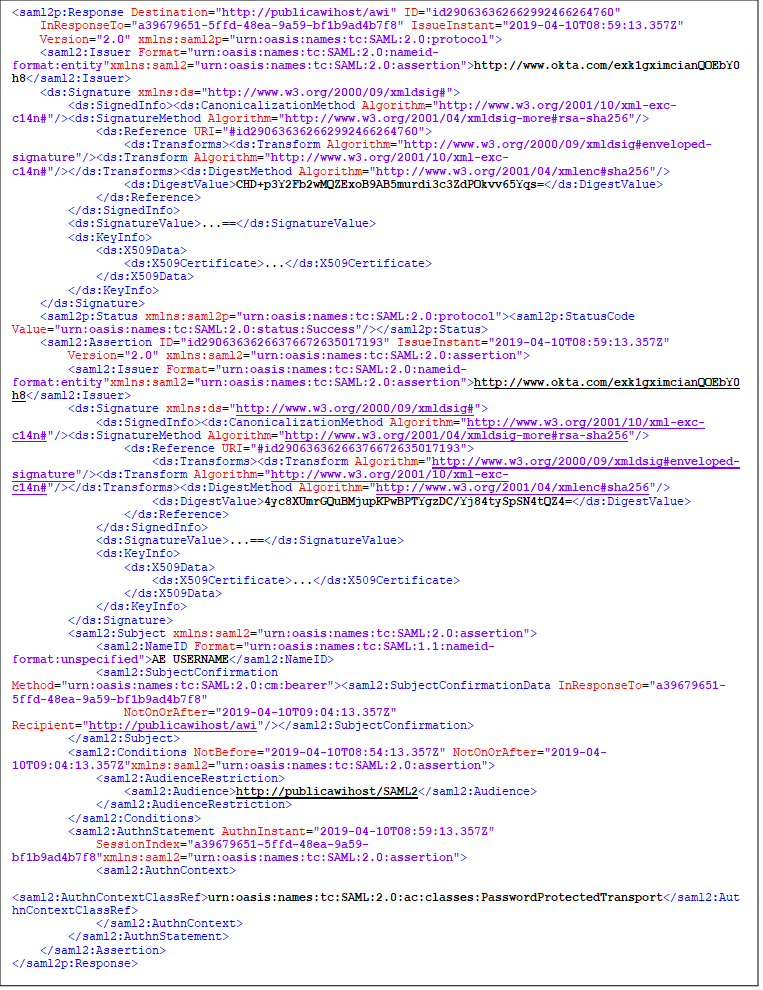 <saml2p:Response Destination="http://publicawihost/awi" ID="id29063636266299246626476​0"
InResponseTo="a39679651-5ffd-48ea-9a59-bf1b9ad4b7f8" IssueInstant="2019-04-10T08:59:13.357Z"
Version="2.0" xmlns:saml2p="urn:oasis:names:tc:SAML:2.0:protocol">
<saml2:Issuer Format="urn:oasis:names:tc:SAML:2.0:nameid-
format:entity"xmlns:saml2="urn:oasis:names:tc:SAML:2.0:assertion">http://www.okta.com/exk1gximcianQOEbY0
h8</saml2:Issuer>
<ds:Signature xmlns:ds="http://www.w3.org/2000/09/xmldsig#">
<ds:SignedInfo><ds:CanonicalizationMethod Algorithm="http://www.w3.org/2001/10/xml-exc-
c14n#"/><ds:SignatureMethod Algorithm="http://www.w3.org/2001/04/xmldsig-more#rsa-sha256"/>
<ds:Reference URI="#id290636362662992466264760">
<ds:Transforms><ds:Transform Algorithm="http://www.w3.org/2000/09/xmldsig#enveloped-
signature"/><ds:Transform Algorithm="http://www.w3.org/2001/10/xml-exc-
c14n#"/></ds:Transforms><ds:DigestMethod Algorithm="http://www.w3.org/2001/04/xmlenc#sha256"/>
<ds:DigestValue>CHD+p3Y2Fb2wMQZExoB9AB5murdi3c3ZdPOkvv65Yqs=</ds:DigestValue>
</ds:Reference>
</ds:SignedInfo>
<ds:SignatureValue>...==</ds:SignatureValue>
<ds:KeyInfo>
<ds:X509Data>
<ds:X509Certificate>...</ds:X509Certificate>
</ds:X509Data>
</ds:KeyInfo>
</ds:Signature>
<saml2p:Status xmlns:saml2p="urn:oasis:names:tc:SAML:2.0:protocol"><saml2p:StatusCode
Value="urn:oasis:names:tc:SAML:2.0:status:Success"/></saml2p:Status>
<saml2:Assertion ID="id29063636266376672635017193" IssueInstant="2019-04-10T08:59:13.357Z"
Version="2.0" xmlns:saml2="urn:oasis:names:tc:SAML:2.0:assertion">
<saml2:Issuer Format="urn:oasis:names:tc:SAML:2.0:nameid-
format:entity"xmlns:saml2="urn:oasis:names:tc:SAML:2.0:assertion">http://www.okta.com/exk1gximcianQOEbY0
h8</saml2:Issuer>
<ds:Signature xmlns:ds="http://www.w3.org/2000/09/xmldsig#">
<ds:SignedInfo><ds:CanonicalizationMethod Algorithm="http://www.w3.org/2001/10/xml-exc-
c14n#"/><ds:SignatureMethod Algorithm="http://www.w3.org/2001/04/xmldsig-more#rsa-sha256"/>
<ds:Reference URI="#id29063636266376672635017193">
<ds:Transforms><ds:Transform Algorithm="http://www.w3.org/2000/09/xmldsig#enveloped-
signature"/><ds:Transform Algorithm="http://www.w3.org/2001/10/xml-exc-
c14n#"/></ds:Transforms><ds:DigestMethod Algorithm="http://www.w3.org/2001/04/xmlenc#sha256"/>
<ds:DigestValue>4yc8XUmrGQuBMjupKPwBPTYgzDC/Yj84tySpSN4tQZ4=</ds:DigestValue>
</ds:Reference>
</ds:SignedInfo>
<ds:SignatureValue>...==</ds:SignatureValue>
<ds:KeyInfo>
<ds:X509Data>
<ds:X509Certificate>...</ds:X509Certificate>
</ds:X509Data>
</ds:KeyInfo>
</ds:Signature>
<saml2:Subject xmlns:saml2="urn:oasis:names:tc:SAML:2.0:assertion">
<saml2:NameID Format="urn:oasis:names:tc:SAML:1.1:nameid-
format:unspecified">AE USERNAME</saml2:NameID>
<saml2:SubjectConfirmation
Method="urn:oasis:names:tc:SAML:2.0:cm:bearer"><saml2:SubjectConfirmationData InResponseTo="a39679651-
5ffd-48ea-9a59-bf1b9ad4b7f8"
NotOnOrAfter="2019-04-10T09:04:13.357Z"
Recipient="http://publicawihost/awi"/></saml2:SubjectConfirmation>
</saml2:Subject>
<saml2:Conditions NotBefore="2019-04-10T08:54:13.357Z" NotOnOrAfter="2019-04-
10T09:04:13.357Z"xmlns:saml2="urn:oasis:names:tc:SAML:2.0:assertion">
<saml2:AudienceRestriction>
<saml2:Audience>http://publicawihost/SAML2</saml2:Audience>
</saml2:AudienceRestriction>
</saml2:Conditions>
<saml2:AuthnStatement AuthnInstant="2019-04-10T08:59:13.357Z"
SessionIndex="a39679651-5ffd-48ea-9a59-
bf1b9ad4b7f8"xmlns:saml2="urn:oasis:names:tc:SAML:2.0:assertion">
<saml2:AuthnContext>
<saml2:AuthnContextClassRef>urn:oasis:names:tc:SAML:2.0:ac:classes:PasswordProtectedTransport</saml2:Aut
hnContextClassRef>
</saml2:AuthnContext>
</saml2:AuthnStatement>
</saml2:Assertion>
</saml2p:Response>